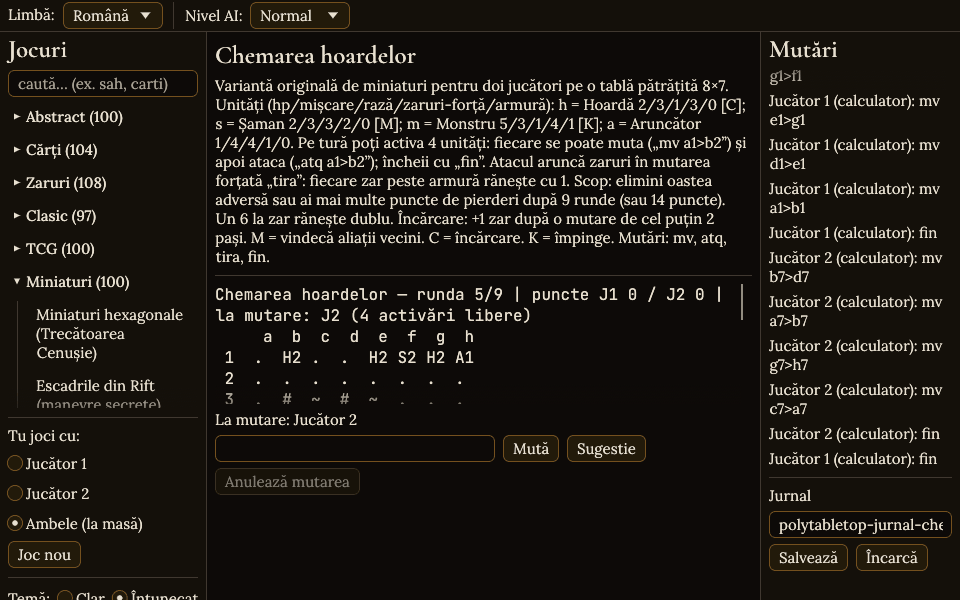 Limbă: Română ▼ Nivel AI: Normal ▼
Jocuri
caută... (ex. sah, carti)
▸ Abstract (100)
▸ Cărți (104)
▸ Zaruri (108)
▸ Clasic (97)
▸ TCG (100)
▾ Miniaturi (100)
Miniaturi hexagonale
(Trecătoarea
Cenușie)
Escadrile din Rift
(manevre secrete)
Tu joci cu:
Jucător 1
Jucător 2
Ambele (la masă)
Joc nou
Temă: Clar Întunecat
Chemarea hoardelor
Variantă originală de miniaturi pentru doi jucători pe o tablă pătrățită 8×7.
Unități (hp/mișcare/rază/zaruri-forță/armură): h = Hoardă 2/3/1/3/0 [C];
s = Șaman 2/3/3/2/0 [M]; m = Monstru 5/3/1/4/1 [K]; a = Aruncător
1/4/4/1/0. Pe tură poți activa 4 unități: fiecare se poate muta („mv a1>b2”) și
apoi ataca („atq a1>b2”); închei cu „fin”. Atacul aruncă zaruri în mutarea
forțată „tira”: fiecare zar peste armură rănește cu 1. Scop: elimini oastea
adversă sau ai mai multe puncte de pierderi după 9 runde (sau 14 puncte).
Un 6 la zar rănește dublu. Încărcare: +1 zar după o mutare de cel puțin 2
pași. M = vindecă aliații vecini. C = încărcare. K = împinge. Mutări: mv, atq,
tira, fin.
Chemarea hoardelor — runda 5/9 | puncte J1 0 / J2 0 |
la mutare: J2 (4 activări libere)
a b c d e f g h
1 . H2 . . H2 S2 H2 A1
2 . . . . . . . .
3 . # ~ # ~ . . .
La mutare: Jucător 2
Mută Sugestie
Anulează mutarea
Mutări
g1>f1
Jucător 1 (calculator): mv
e1>g1
Jucător 1 (calculator): mv
d1>e1
Jucător 1 (calculator): mv
a1>b1
Jucător 1 (calculator): fin
Jucător 2 (calculator): mv
b7>d7
Jucător 2 (calculator): mv
a7>b7
Jucător 2 (calculator): mv
g7>h7
Jucător 2 (calculator): mv
c7>a7
Jucător 2 (calculator): fin
Jucător 1 (calculator): fin
Jurnal
polytabletop-jurnal-che
Salvează Încarcă